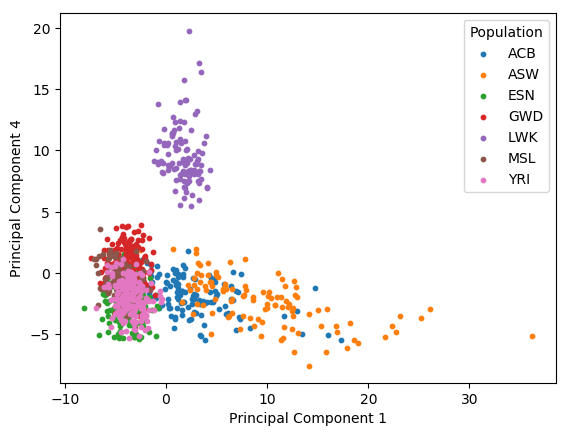 Population
ACB
ASW
ESN
GWD
LWK
MSL
YRI
20
15
10
5
0
−5
Principal Component 4
−10
0
10
20
30
Principal Component 1